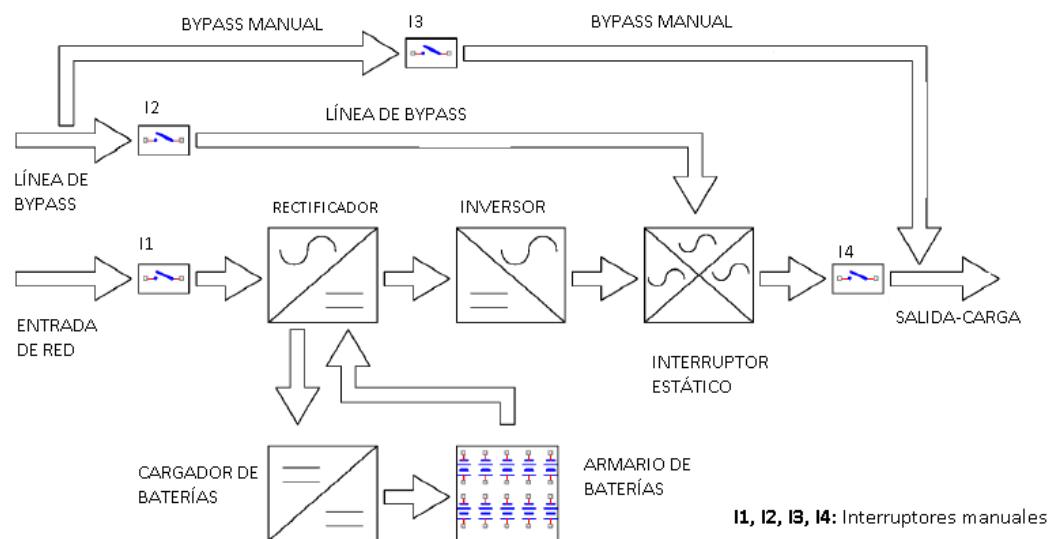 BYPASS MANUAL
I3
BYPASS MANUAL
I2
LÍNEA DE BYPASS
LÍNEA DE
BYPASS
RECTIFICADOR
INVERSOR
I1
I4
ENTRADA
DE RED
SALIDA-CARGA
INTERRUPTOR
ESTÁTICO
CARGADOR DE
BATERÍAS
ARMARIO DE
BATERÍAS
I1, I2, I3, I4: Interruptores manuales